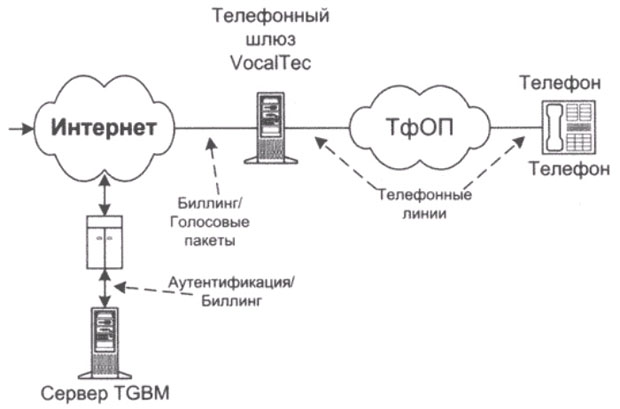 Телефонный
шлюз
VocalTec
Интернет
ТфОП
Телефон
Телефон
Биллинг/
Голосовые
пакеты
Телефонные
линии
Аутентификация/
Биллинг
Сервер TGBM